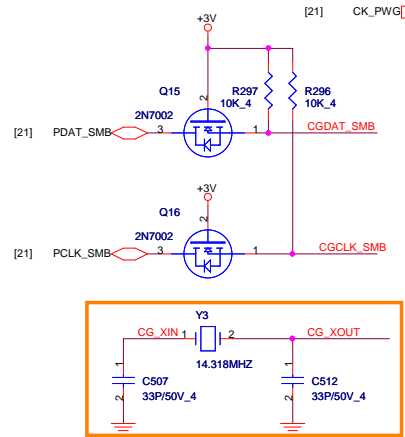 [21] CK_PWG
+3V
Q15
2
R297
R296
10K_4
10K_4
2N7002
[21] PDAT_SMB 3 1 CGDAT_SMB
+3V
Q16
2
2N7002
[21] PCLK_SMB 3 1 CGCLK_SMB
Y3
CG_XIN 1 2 CG_XOUT
14.318MHZ
1 1
C507 C512
2 33P/50V_4 2 33P/50V_4